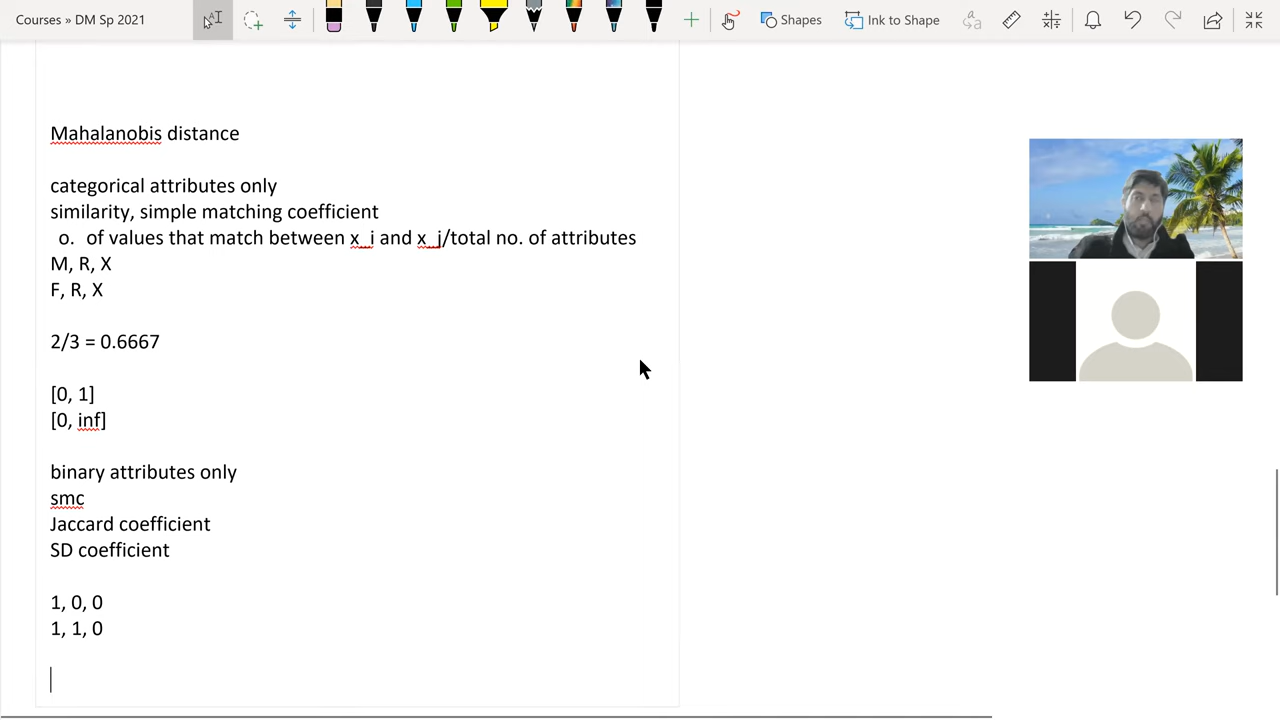 Courses » DM Sp 2021
Shapes
Ink to Shape
Mahalanobis distance
categorical attributes only
similarity, simple matching coefficient
o. of values that match between x_i and x_j/total no. of attributes
M, R, X
F, R, X
2/3 = 0.6667
[0, 1]
[0, inf]
binary attributes only
smc
Jaccard coefficient
SD coefficient
1, 0, 0
1, 1, 0